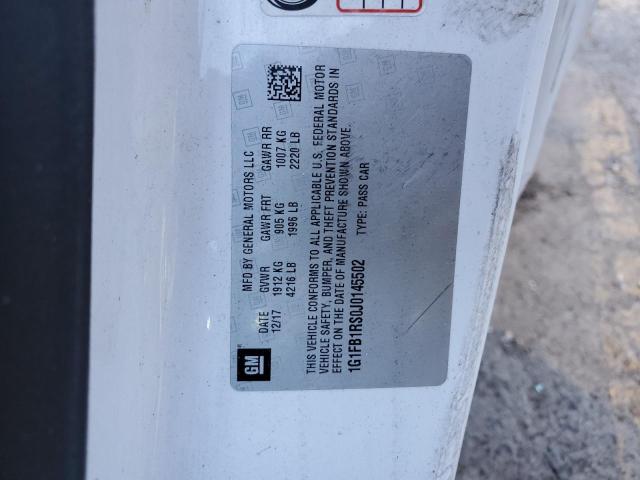 MFD BY GENERAL MOTORS LLC
DATE GVWR GAWR FRT GAWR RR
12/17 1912 KG 905 KG 1007 KG
4216 LB 1996 LB 2220 LB
THIS VEHICLE CONFORMS TO ALL APPLICABLE U.S. FEDERAL MOTOR
VEHICLE SAFETY, BUMPER, AND THEFT PREVENTION STANDARDS IN
EFFECT ON THE DATE OF MANUFACTURE SHOWN ABOVE.
1G1FB1RS0J0145502 TYPE: PASS CAR
GM